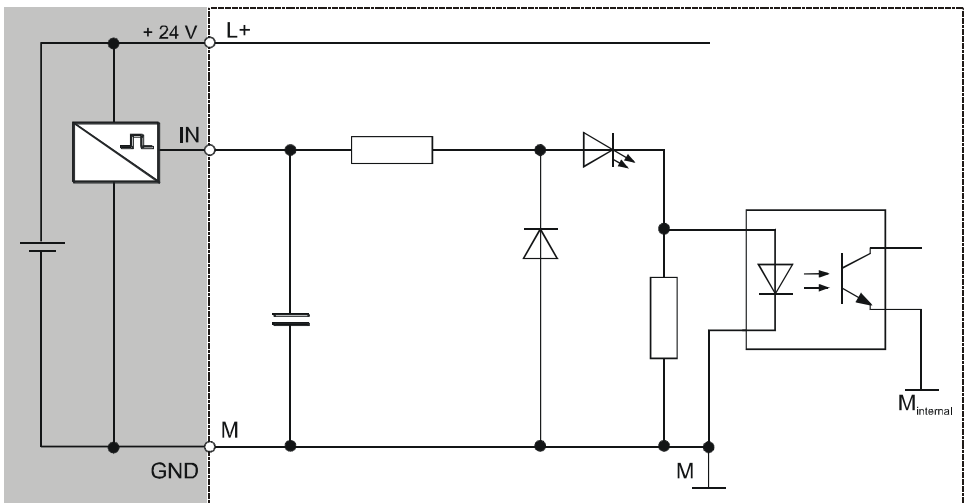 + 24 V
L+
IN
M
GND
M
M internal